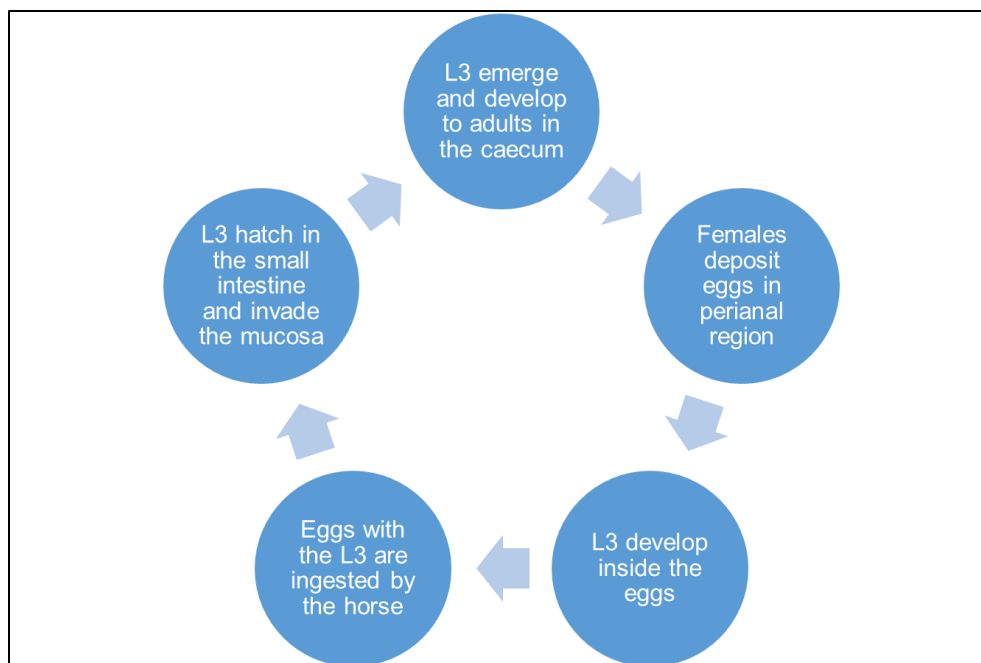 L3 emerge
and develop
to adults in
the caecum
Females
deposit
eggs in
perianal
region
L3 develop
inside the
eggs
Eggs with
the L3 are
ingested by
the horse
L3 hatch in
the small
intestine
and invade
the mucosa